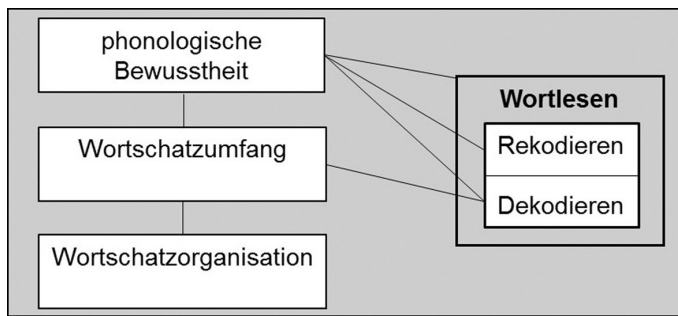 phonologische
Bewusstheit
Wortschatzumfang
Wortschatzorganisation
Wortlesen
Rekodieren
Dekodieren